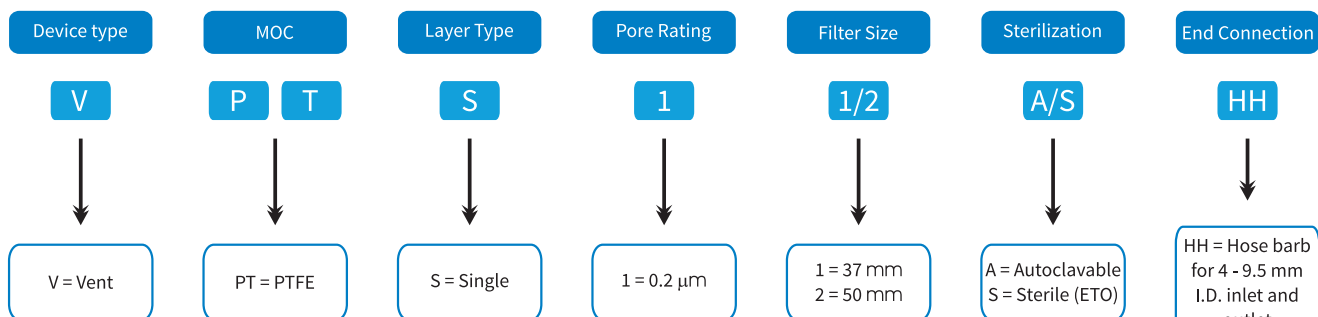 Device type
MOC
Layer Type
Pore Rating
Filter Size
Sterilization
End Connection
V
P
T
S
1
1/2
A/S
HH
V = Vent
PT = PTFE
S = Single
1 = 0.2 μm
1 = 37 mm
2 = 50 mm
A = Autoclavable
S = Sterile (ETO)
HH = Hose barb
for 4 - 9.5 mm
I.D. inlet and
outlet